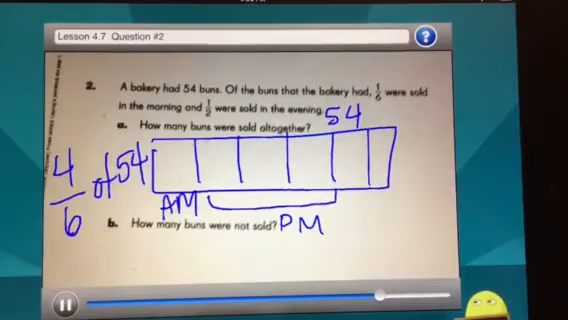 Lesson 4.7 Question #2
?
2. A bakery had 54 buns. Of the buns that the bakery had, 1/6 were sold
in the morning and 1/2 were sold in the evening.
54
a. How many buns were sold altogether?
4/6 of 54
AM
b. How many buns were not sold? PM